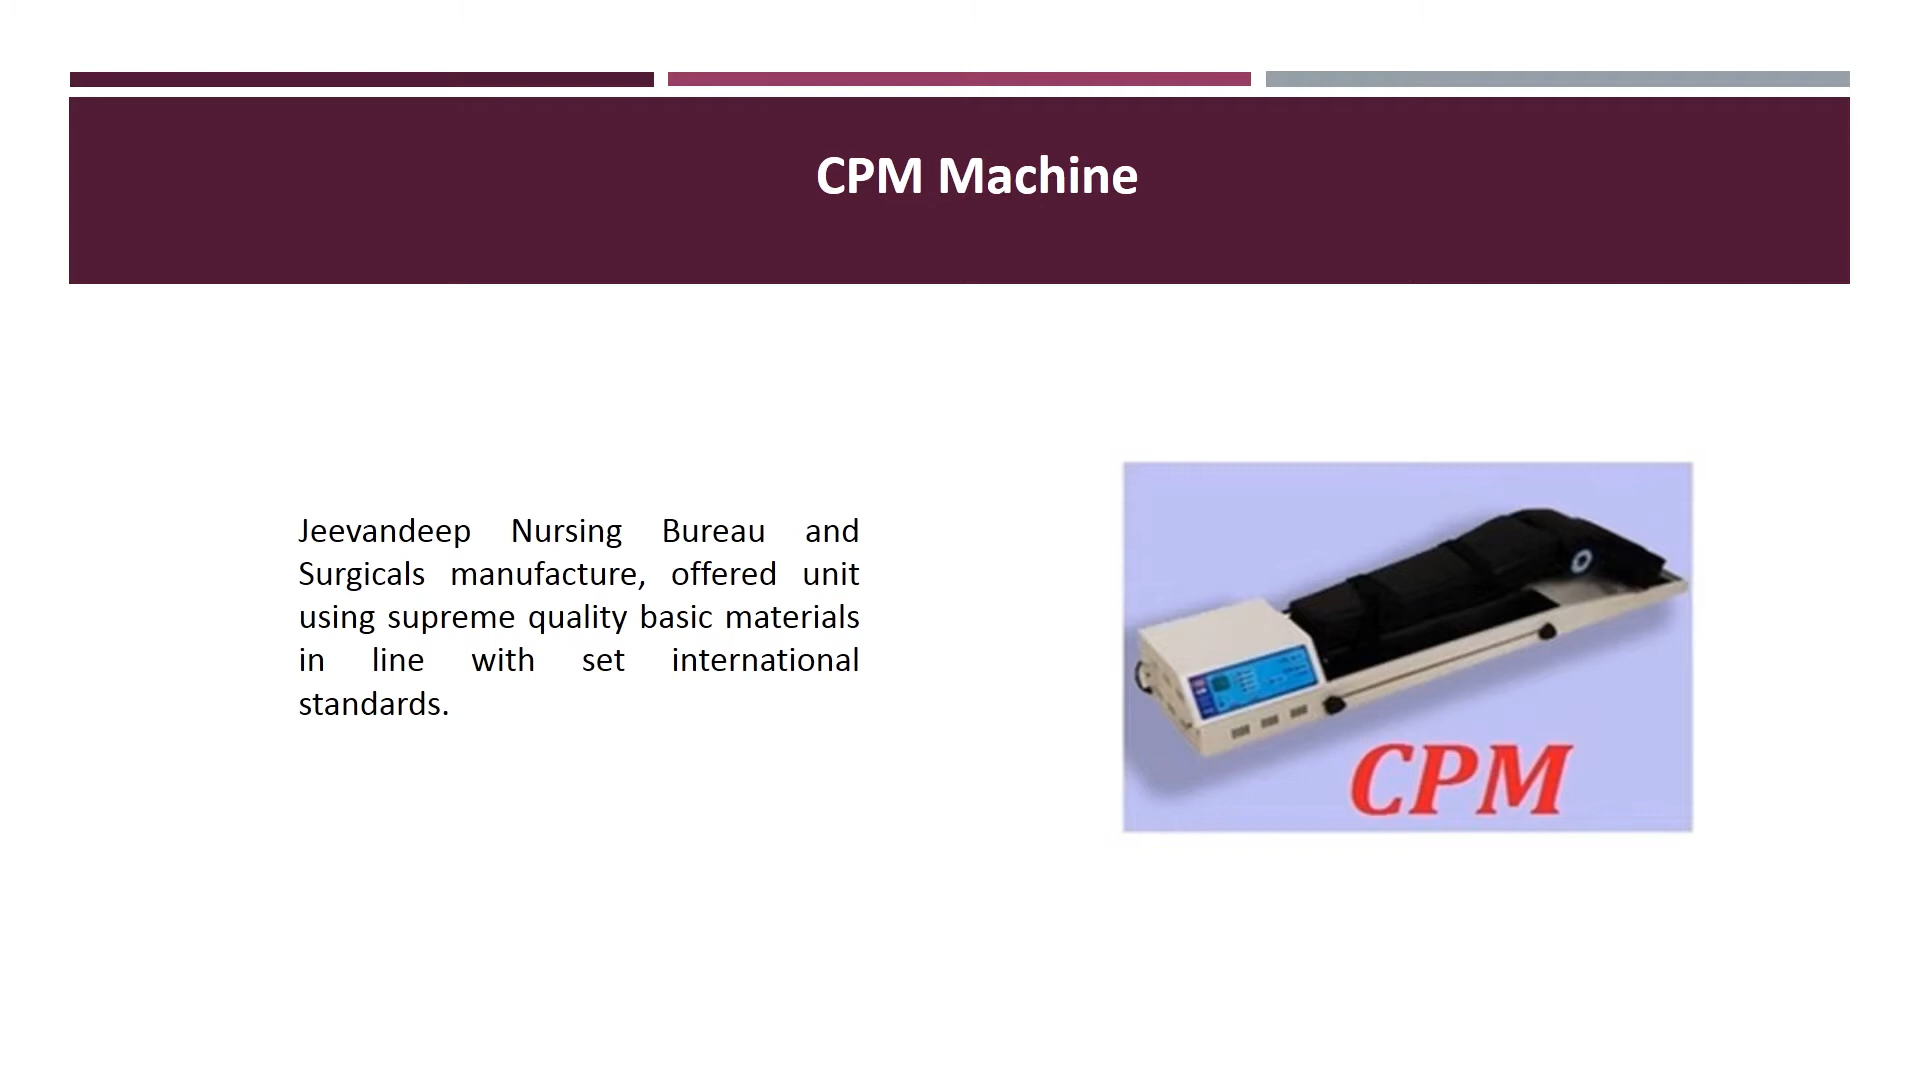 CPM Machine
Jeevandeep Nursing Bureau and
Surgicals manufacture, offered unit
using supreme quality basic materials
in line with set international
standards.
CPM